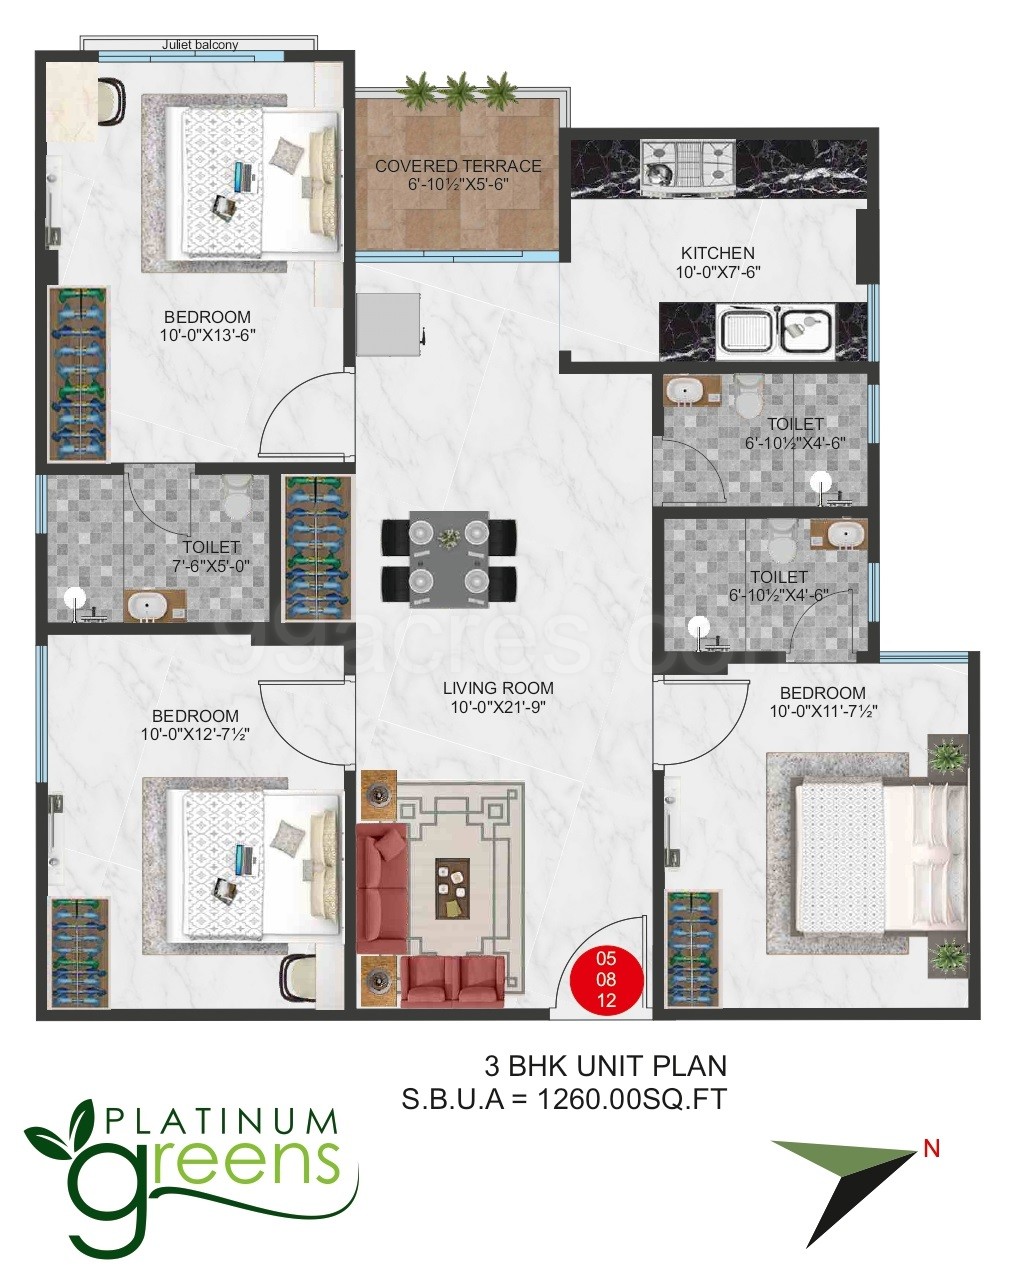 Juliet balcony
COVERED TERRACE
6'-10½"X5'-6"
KITCHEN
10'-0"X7'-6"
BEDROOM
10'-0"X13'-6"
TOILET
6'-10½"X4'-6"
TOILET
7'-6"X5'-0"
TOILET
6'-10½"X4'-6"
99acres.com
LIVING ROOM
10'-0"X21'-9"
BEDROOM
10'-0"X12'-7½"
BEDROOM
10'-0"X11'-7½"
05
08
12
3 BHK UNIT PLAN
S.B.U.A = 1260.00SQ.FT
PLATINUM
greens
N